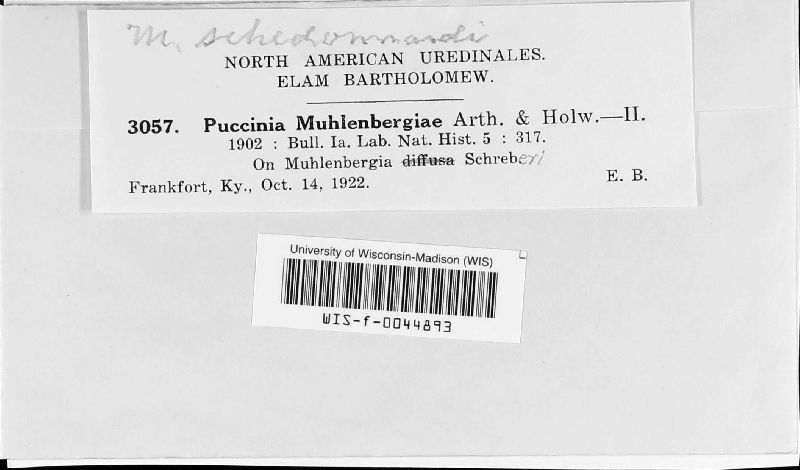 M. schedonnardi
NORTH AMERICAN UREDINALES.
ELAM BARTHOLOMEW.
3057. Puccinia Muhlenbergiae Arth. & Holw.—II.
1902 : Bull. Ia. Lab. Nat. Hist. 5 : 317.
On Muhlenbergia diffusa Schreberi
Frankfort, Ky., Oct. 14, 1922. E. B.
University of Wisconsin-Madison (WIS)
WIS-f-0044893